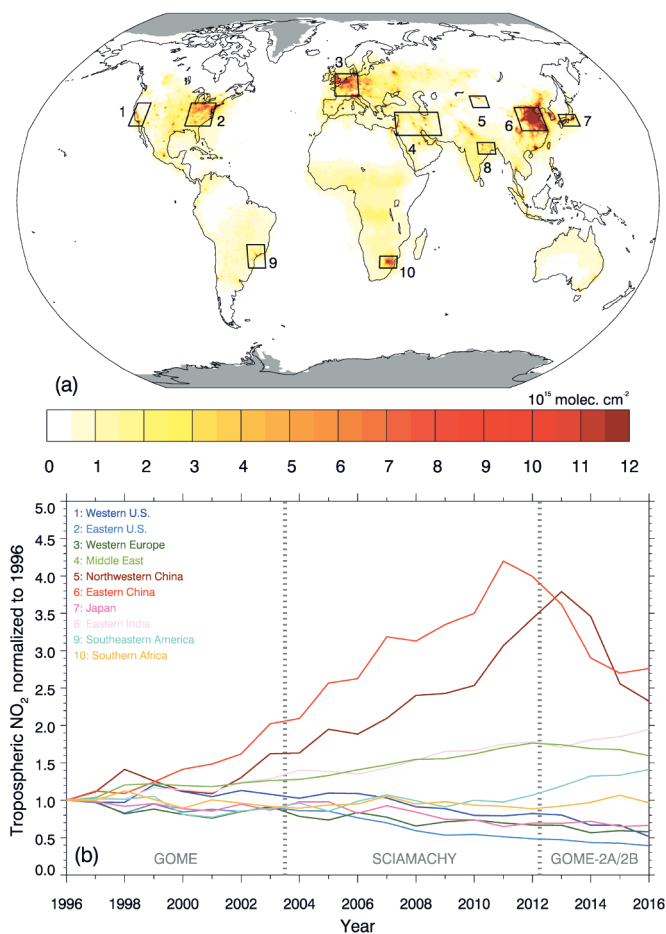 1
2
3
4
5
6
7
8
9
10
(a)
10¹⁵ molec. cm⁻²
0 1 2 3 4 5 6 7 8 9 10 11 12
Topospheric NO₂ normalized to 1996
5.0
4.5
4.0
3.5
3.0
2.5
2.0
1.5
1.0
0.5
0.0
1: Western U.S.
2: Eastern U.S.
3: Western Europe
4: Middle East
5: Northwestern China
6: Eastern China
7: Japan
8: Eastern India
9: Southeastern America
10: Southern Africa
(b)
GOME SCIAMACHY GOME-2A/2B
1996 1998 2000 2002 2004 2006 2008 2010 2012 2014 2016
Year